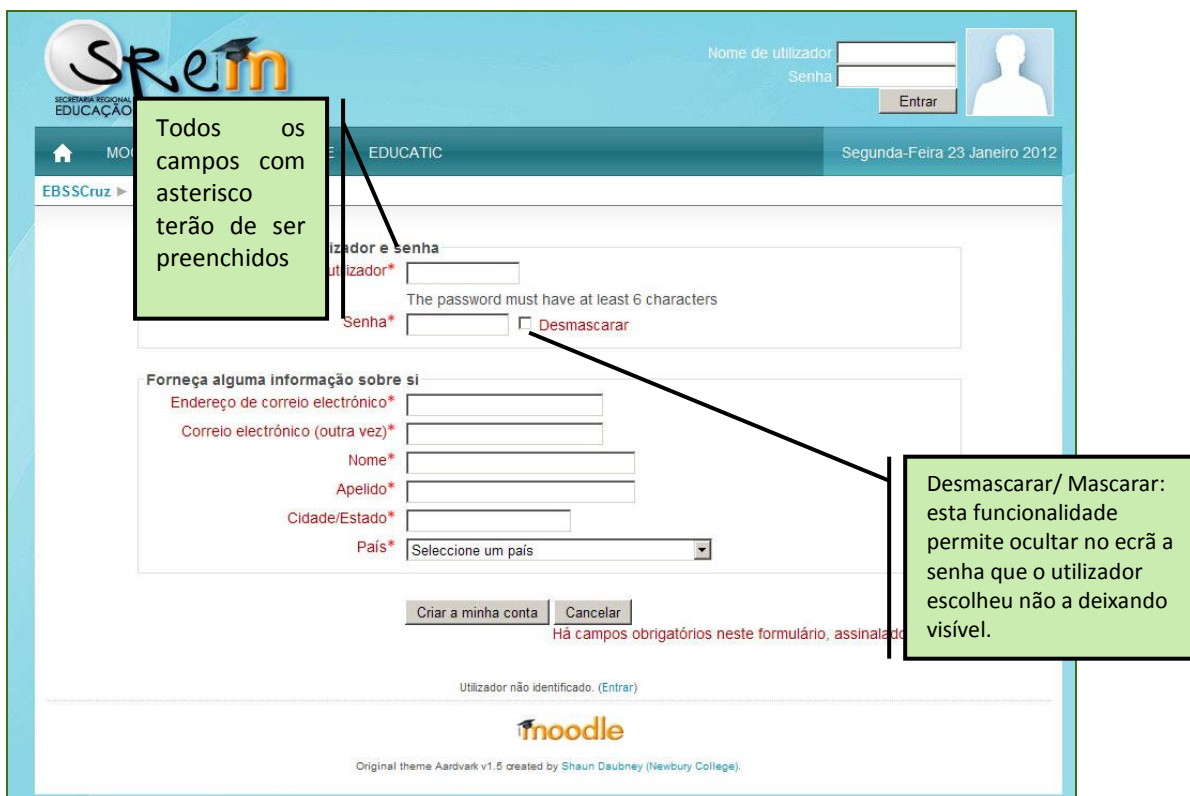 SRem
SECRETARIA REGIONAL
EDUCAÇÃO
Nome de utilizador
Senha
Entrar
Todos os
campos com
asterisco
terão de ser
preenchidos
EDUCATIC
Segunda-Feira 23 Janeiro 2012
EBSSCruz ►
e senha
utilizador*
The password must have at least 6 characters
Senha* Desmascarar
Forneça alguma informação sobre si
Endereço de correio electrónico*
Correio electrónico (outra vez)*
Nome*
Apelido*
Cidade/Estado*
País* Seleccione um país
Desmascarar/ Mascarar:
esta funcionalidade
permite ocultar no ecrã a
senha que o utilizador
escolheu não a deixando
visível.
Criar a minha conta Cancelar
Há campos obrigatórios neste formulário,
Utilizador não identificado. (Entrar)
moodle
Original theme Aardvark v1.5 created by Shaun Daubney (Newbury College).